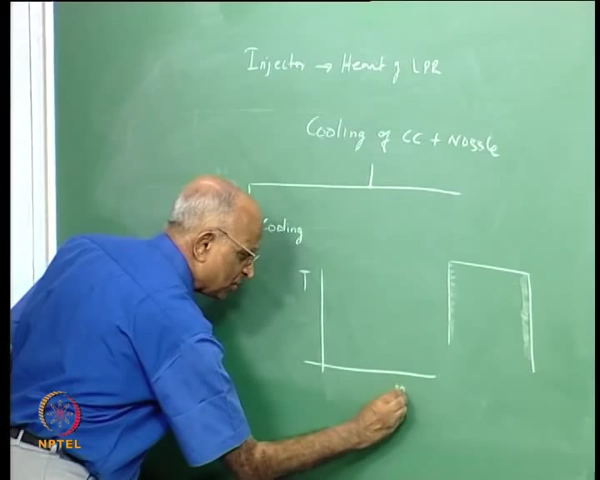 Injector → Heart of LPR
Cooling of CC + Nozzle
Cooling
T
NPTEL